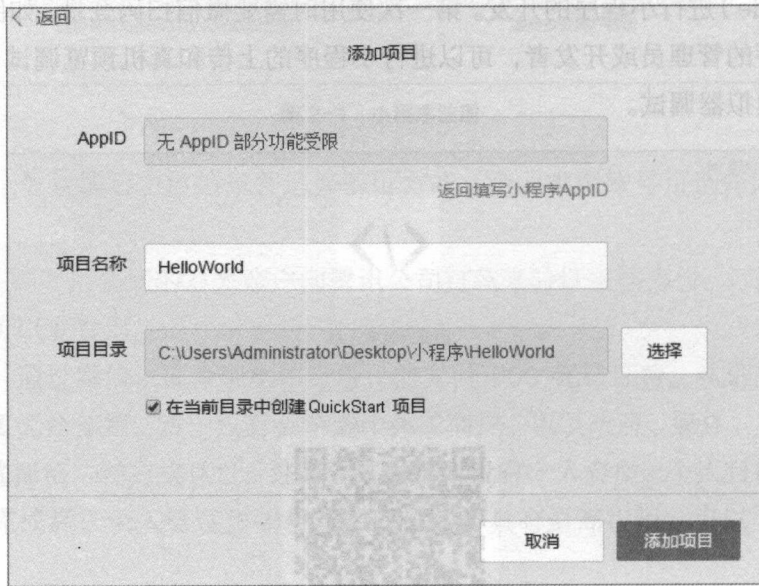 返回
添加项目
AppID 无 AppID 部分功能受限
返回填写小程序AppID
项目名称 HelloWorld
项目目录 C:\Users\Administrator\Desktop\小程序\HelloWorld 选择
在当前目录中创建 QuickStart 项目
取消 添加项目